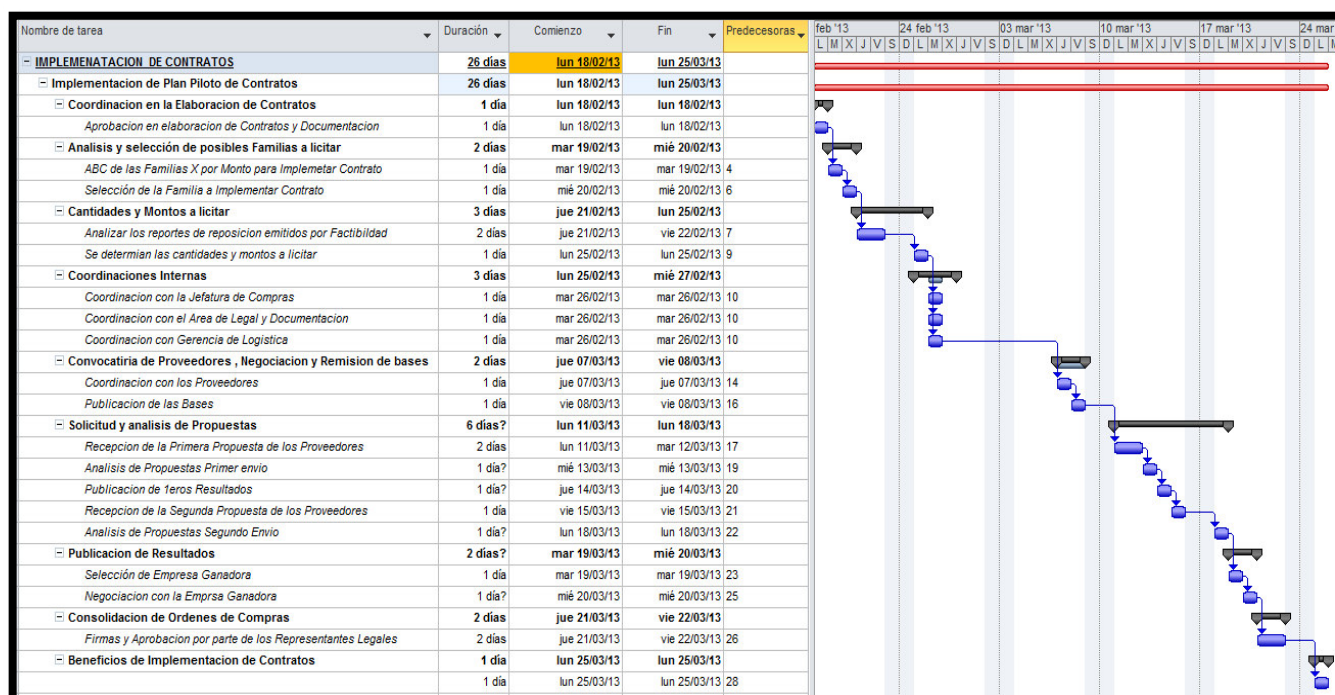 Nombre de tarea Duración Comienzo Fin Predecesoras feb '13 24 feb '13 03 mar '13 10 mar '13 17 mar '13 24 mar
L M X J V S D L M X J V S D L M X J V S D L M X J V S D L M X J V S D L M
IMPLEMENATACION DE CONTRATOS 26 días lun 18/02/13 lun 25/03/13
Implementacion de Plan Piloto de Contratos 26 días lun 18/02/13 lun 25/03/13
Coordinacion en la Elaboracion de Contratos 1 día lun 18/02/13 lun 18/02/13
Aprobacion en elaboracion de Contratos y Documentacion 1 día lun 18/02/13 lun 18/02/13
Analisis y selección de posibles Familias a licitar 2 días mar 19/02/13 mié 20/02/13
ABC de las Familias X por Monto para Implemetar Contrato 1 día mar 19/02/13 mar 19/02/13 4
Selección de la Familia a Implementar Contrato 1 día mié 20/02/13 mié 20/02/13 6
Cantidades y Montos a licitar 3 días jue 21/02/13 lun 25/02/13
Analizar los reportes de reposicion emitidos por Factibildad 2 días jue 21/02/13 vie 22/02/13 7
Se determian las cantidades y montos a licitar 1 día lun 25/02/13 lun 25/02/13 9
Coordinaciones Internas 3 días lun 25/02/13 mié 27/02/13
Coordinacion con la Jefatura de Compras 1 día mar 26/02/13 mar 26/02/13 10
Coordinacion con el Area de Legal y Documentacion 1 día mar 26/02/13 mar 26/02/13 10
Coordinacion con Gerencia de Logistica 1 día mar 26/02/13 mar 26/02/13 10
Convocatiria de Proveedores , Negociacion y Remision de bases 2 días jue 07/03/13 vie 08/03/13
Coordinacion con los Proveedores 1 día jue 07/03/13 jue 07/03/13 14
Publicacion de las Bases 1 día vie 08/03/13 vie 08/03/13 16
Solicitud y analisis de Propuestas 6 días? lun 11/03/13 lun 18/03/13
Recepcion de la Primera Propuesta de los Proveedores 2 días lun 11/03/13 mar 12/03/13 17
Analisis de Propuestas Primer envio 1 día? mié 13/03/13 mié 13/03/13 19
Publicacion de 1eros Resultados 1 día? jue 14/03/13 jue 14/03/13 20
Recepcion de la Segunda Propuesta de los Proveedores 1 día vie 15/03/13 vie 15/03/13 21
Analisis de Propuestas Segundo Envio 1 día? lun 18/03/13 lun 18/03/13 22
Publicacion de Resultados 2 días? mar 19/03/13 mié 20/03/13
Selección de Empresa Ganadora 1 día mar 19/03/13 mar 19/03/13 23
Negociacion con la Emprsa Ganadora 1 día? mié 20/03/13 mié 20/03/13 25
Consolidacion de Ordenes de Compras 2 días jue 21/03/13 vie 22/03/13
Firmas y Aprobacion por parte de los Representantes Legales 2 días jue 21/03/13 vie 22/03/13 26
Beneficios de Implementacion de Contratos 1 día lun 25/03/13 lun 25/03/13
1 día lun 25/03/13 lun 25/03/13 28